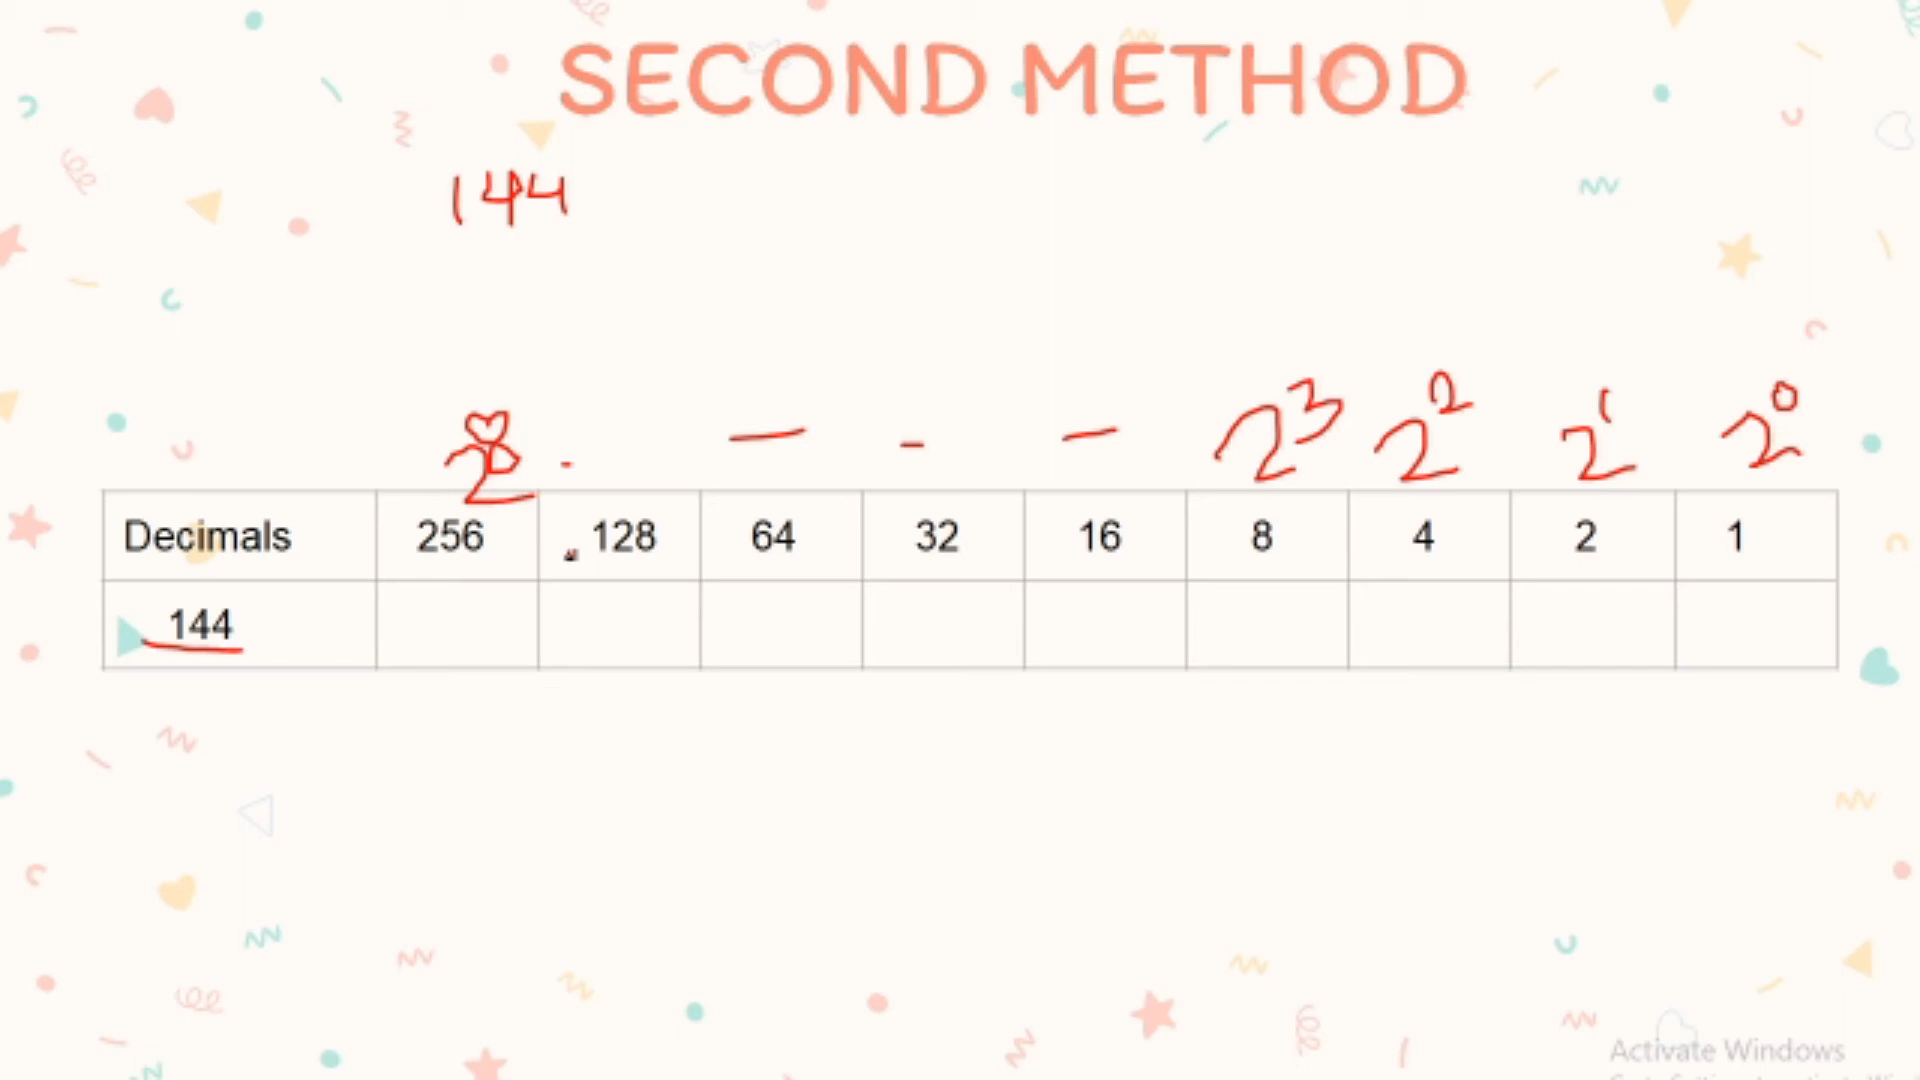 SECOND METHOD
144
2⁸ . — - — 2³ 2² 2¹ 2⁰
Decimals 256 128 64 32 16 8 4 2 1
144
Activate Windows